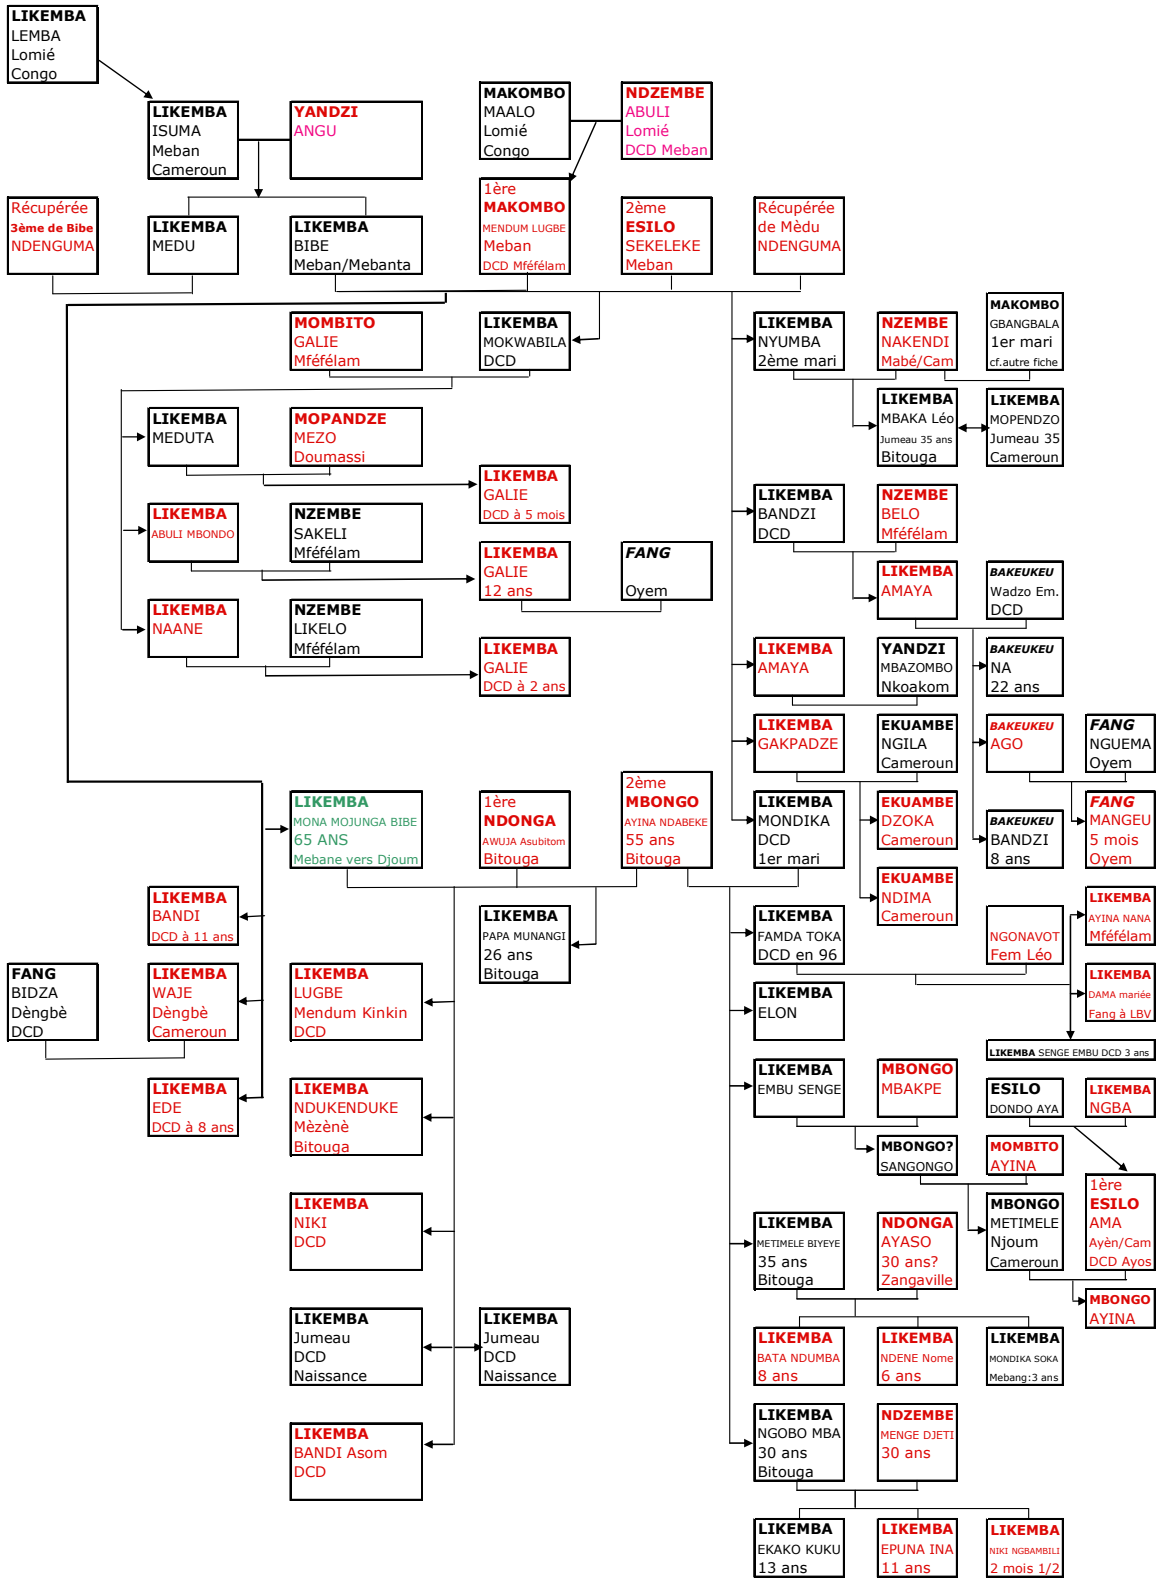 LIKEMBA
LEMBA
Lomié
Congo
LIKEMBA
ISUMA
Meban
Cameroun
YANDZI
ANGU
MAKOMBO
MAALO
Lomié
Congo
NDZEMBE
ABULI
Lomié
DCD Meban
Récupérée
3ème de Bibe
NDENGUMA
LIKEMBA
MEDU
LIKEMBA
BIBE
Meban/Mebanta
1ère
MAKOMBO
MENDUM LUGBE
Meban
DCD Mféfélam
2ème
ESILO
SEKELEKE
Meban
Récupérée
de Mèdu
NDENGUMA
MOMBITO
GALIE
Mféfélam
LIKEMBA
MOKWABILA
DCD
LIKEMBA
NYUMBA
2ème mari
NZEMBE
NAKENDI
Mabé/Cam
MAKOMBO
GBANGBALA
1er mari
cf.autre fiche
LIKEMBA
MBAKA Léo
Jumeau 35 ans
Bitouga
LIKEMBA
MOPENDZO
Jumeau 35
Cameroun
LIKEMBA
MEDUTA
MOPANDZE
MEZO
Doumassi
LIKEMBA
GALIE
DCD à 5 mois
LIKEMBA
BANDZI
DCD
NZEMBE
BELO
Mféfélam
LIKEMBA
ABULI MBONDO
NZEMBE
SAKELI
Mféfélam
LIKEMBA
GALIE
12 ans
FANG
Oyem
LIKEMBA
AMAYA
BAKEUKEU
Wadzo Em.
DCD
LIKEMBA
NAANE
NZEMBE
LIKELO
Mféfélam
LIKEMBA
GALIE
DCD à 2 ans
LIKEMBA
AMAYA
YANDZI
MBAZOMBO
Nkoakom
BAKEUKEU
NA
22 ans
LIKEMBA
GAKPADZE
EKUAMBE
NGILA
Cameroun
BAKEUKEU
AGO
FANG
NGUEMA
Oyem
LIKEMBA
MONA MOJUNGA BIBE
65 ANS
Mebane vers Djoum
1ère
NDONGA
AWUJA Asubitom
Bitouga
2ème
MBONGO
AYINA NDABEKE
55 ans
Bitouga
LIKEMBA
MONDIKA
DCD
1er mari
EKUAMBE
DZOKA
Cameroun
BAKEUKEU
BANDZI
8 ans
FANG
MANGEU
5 mois
Oyem
EKUAMBE
NDIMA
Cameroun
LIKEMBA
BANDI
DCD à 11 ans
LIKEMBA
PAPA MUNANGI
26 ans
Bitouga
LIKEMBA
FAMDA TOKA
DCD en 96
NGONAVOT
Fem Léo
LIKEMBA
AYINA NANA
Mféfélam
FANG
BIDZA
Dèngbè
DCD
LIKEMBA
WAJE
Dèngbè
Cameroun
LIKEMBA
LUGBE
Mendum Kinkin
DCD
LIKEMBA
ELON
LIKEMBA
DAMA mariée
Fang à LBV
LIKEMBA SENGE EMBU DCD 3 ans
LIKEMBA
EDE
DCD à 8 ans
LIKEMBA
NDUKENDUKE
Mèzènè
Bitouga
LIKEMBA
EMBU SENGE
MBONGO
MBAKPE
ESILO
DONDO AYA
LIKEMBA
NGBA
MBONGO?
SANGONGO
MOMBITO
AYINA
LIKEMBA
NIKI
DCD
LIKEMBA
METIMELE BIYEYE
35 ans
Bitouga
NDONGA
AYASO
30 ans?
Zangaville
MBONGO
METIMELE
Njoum
Cameroun
1ère
ESILO
AMA
Ayèn/Cam
DCD Ayos
MBONGO
AYINA
LIKEMBA
Jumeau
DCD
Naissance
LIKEMBA
Jumeau
DCD
Naissance
LIKEMBA
BATA NDUMBA
8 ans
LIKEMBA
NDENE Nome
6 ans
LIKEMBA
MONDIKA SOKA
Mebang:3 ans
LIKEMBA
BANDI Asom
DCD
LIKEMBA
NGOBO MBA
30 ans
Bitouga
NDZEMBE
MENGE DJETI
30 ans
LIKEMBA
EKAKO KUKU
13 ans
LIKEMBA
EPUNA INA
11 ans
LIKEMBA
NIKI NGBAMBILI
2 mois 1/2